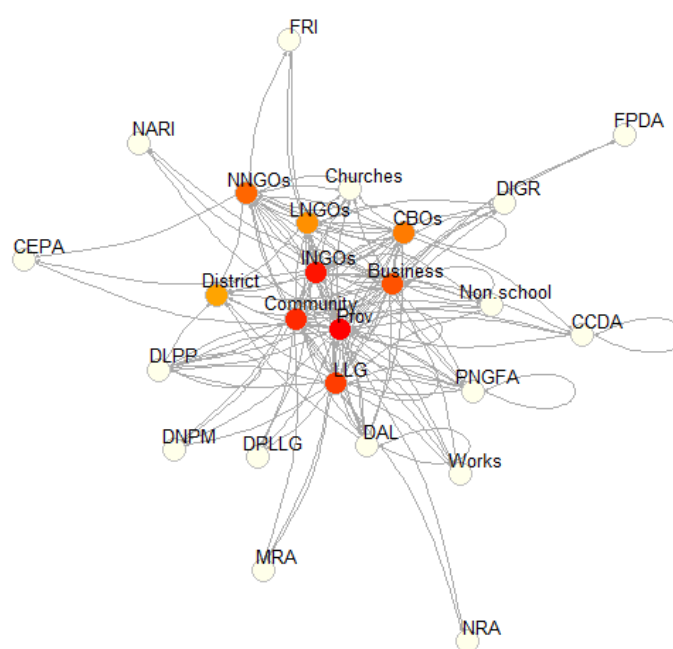 FRI
FPDA
NARI
Churches
NNGOs
DIGR
LNGOs
CBOs
CEPA
INGOs
Business
District
Non.school
Community
Prov
CCDA
DLPP
LLG
PNGFA
DNPM
DPLLG
DAL
Works
MRA
NRA